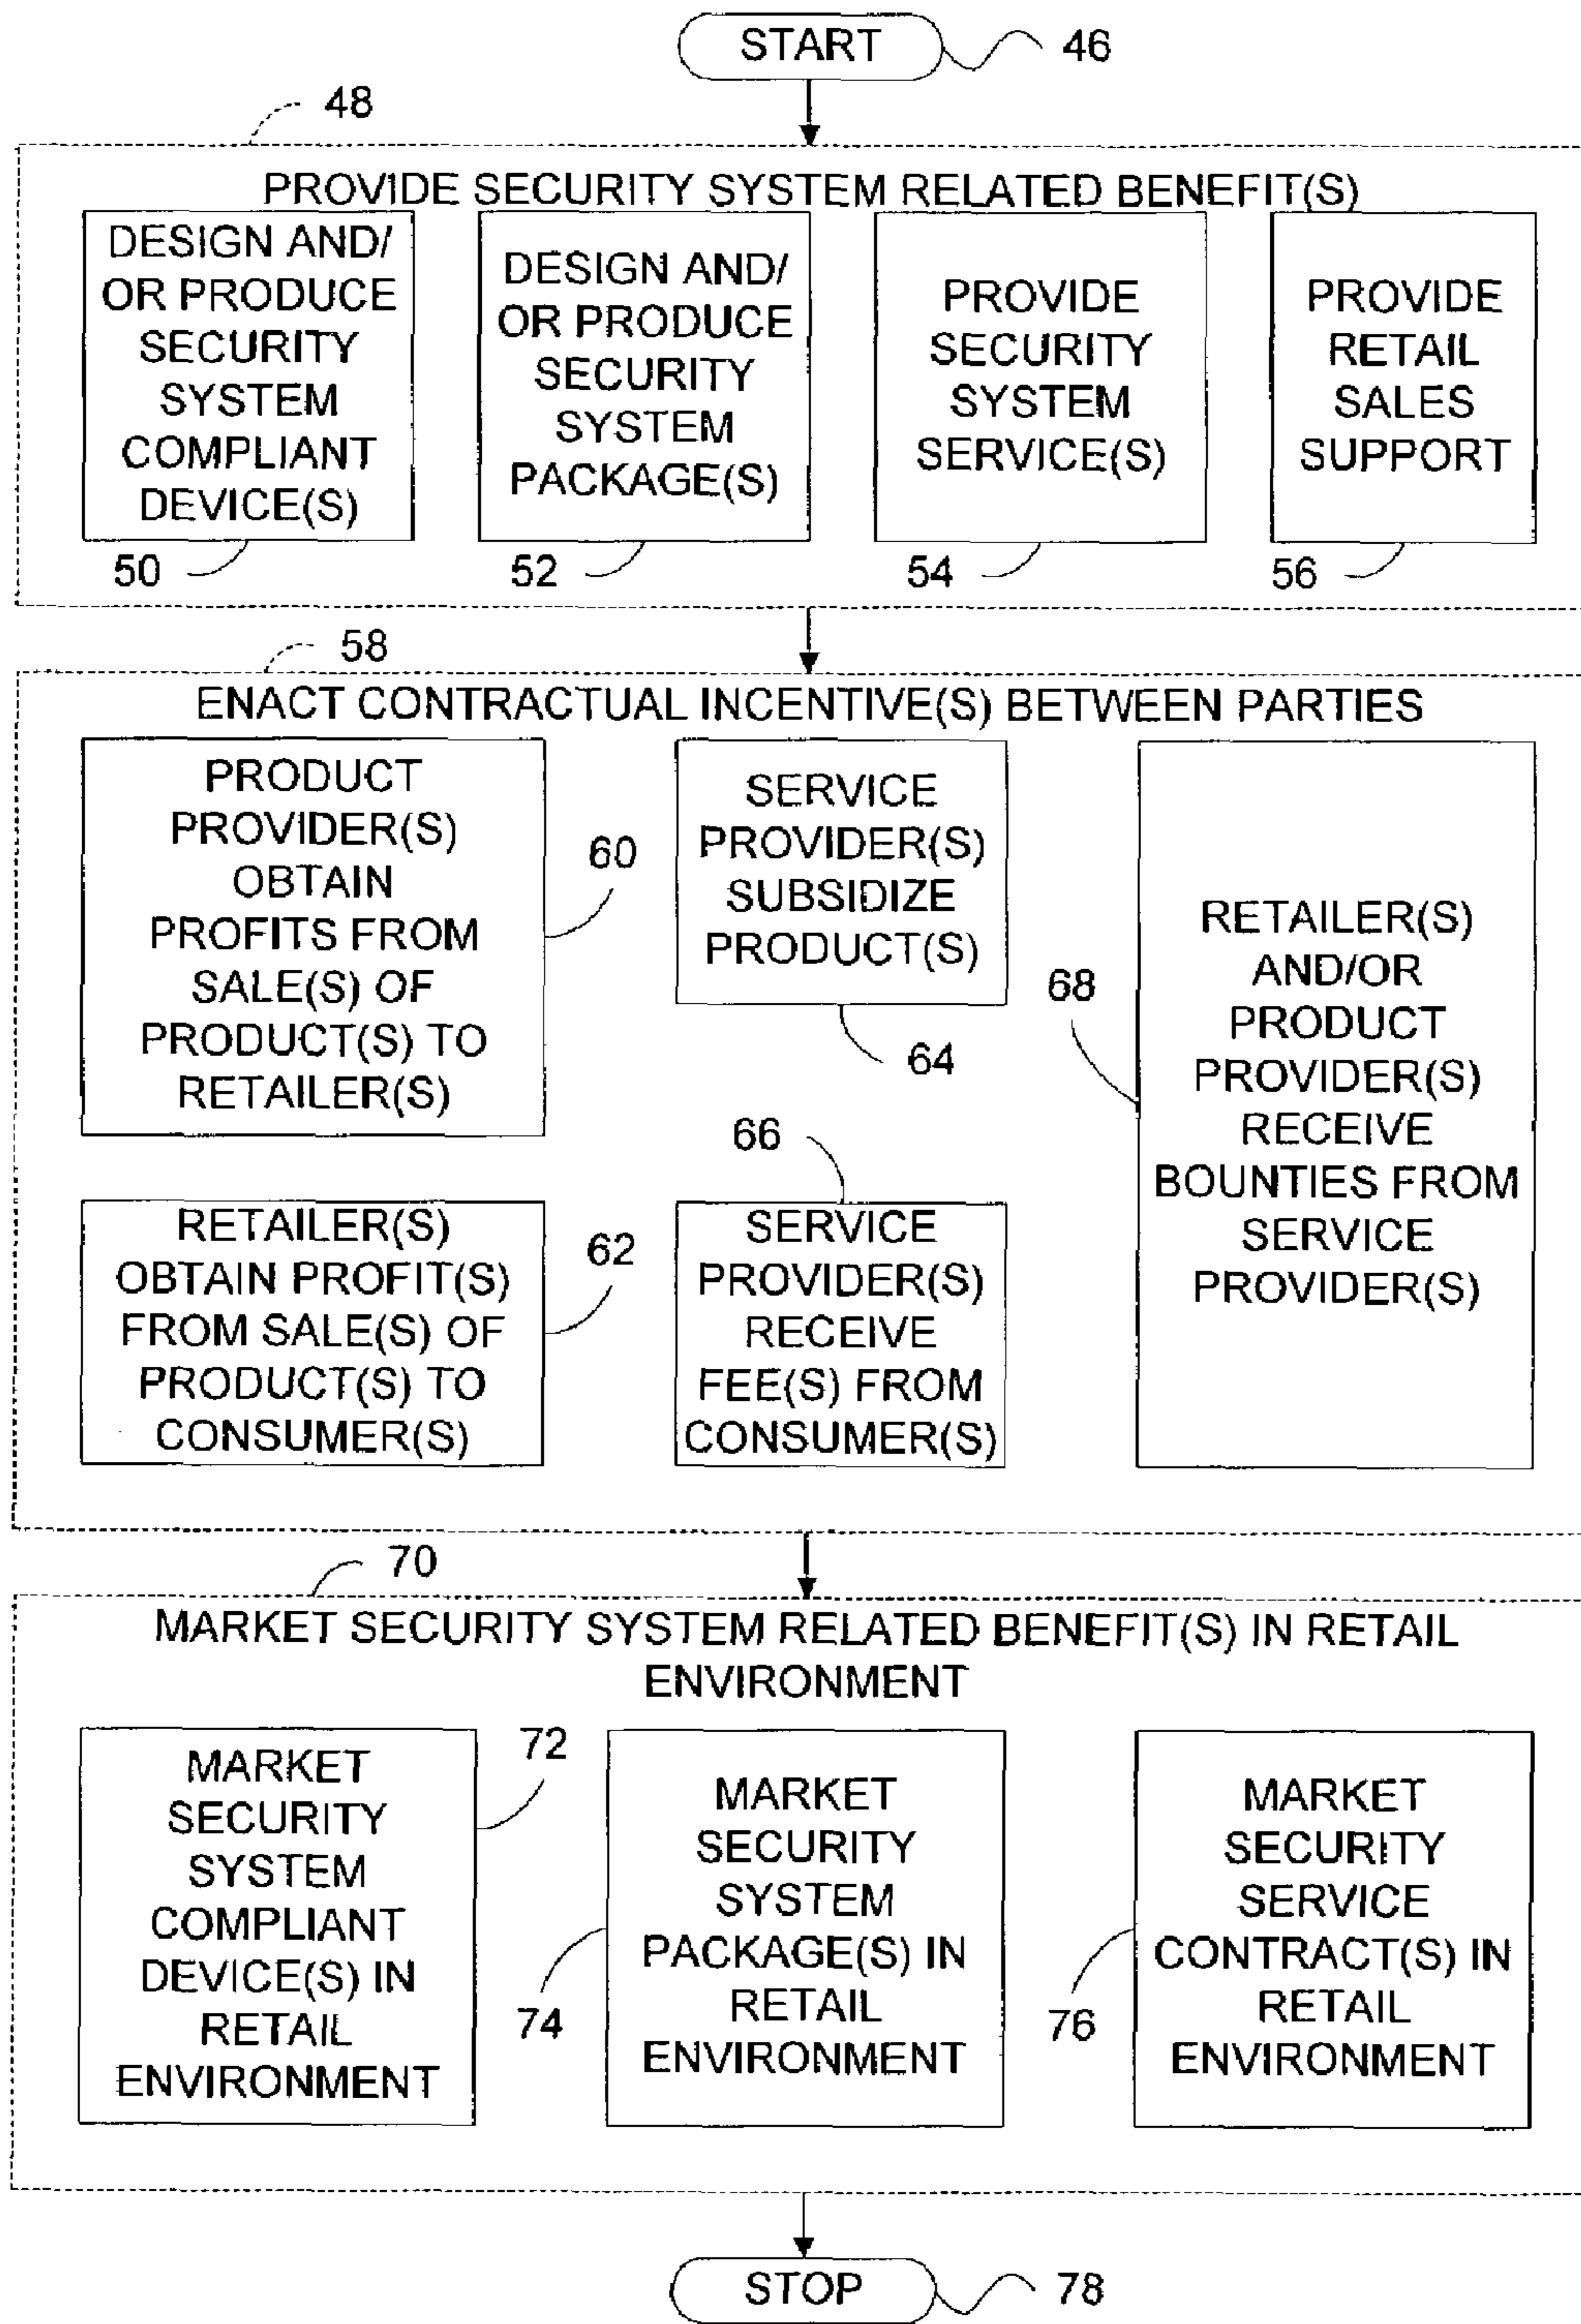 START
46
48
PROVIDE SECURITY SYSTEM RELATED BENEFIT(S)
DESIGN AND/
OR PRODUCE
SECURITY
SYSTEM
COMPLIANT
DEVICE(S)
50
DESIGN AND/
OR PRODUCE
SECURITY
SYSTEM
PACKAGE(S)
52
PROVIDE
SECURITY
SYSTEM
SERVICE(S)
54
PROVIDE
RETAIL
SALES
SUPPORT
56
58
ENACT CONTRACTUAL INCENTIVE(S) BETWEEN PARTIES
PRODUCT
PROVIDER(S)
OBTAIN
PROFITS FROM
SALE(S) OF
PRODUCT(S) TO
RETAILER(S)
60
RETAILER(S)
OBTAIN PROFIT(S)
FROM SALE(S) OF
PRODUCT(S) TO
CONSUMER(S)
62
SERVICE
PROVIDER(S)
SUBSIDIZE
PRODUCT(S)
64
66
SERVICE
PROVIDER(S)
RECEIVE
FEE(S) FROM
CONSUMER(S)
68
RETAILER(S)
AND/OR
PRODUCT
PROVIDER(S)
RECEIVE
BOUNTIES FROM
SERVICE
PROVIDER(S)
70
MARKET SECURITY SYSTEM RELATED BENEFIT(S) IN RETAIL
ENVIRONMENT
MARKET
SECURITY
SYSTEM
COMPLIANT
DEVICE(S) IN
RETAIL
ENVIRONMENT
72
MARKET
SECURITY
SYSTEM
PACKAGE(S) IN
RETAIL
ENVIRONMENT
74
MARKET
SECURITY
SERVICE
CONTRACT(S) IN
RETAIL
ENVIRONMENT
76
STOP
78